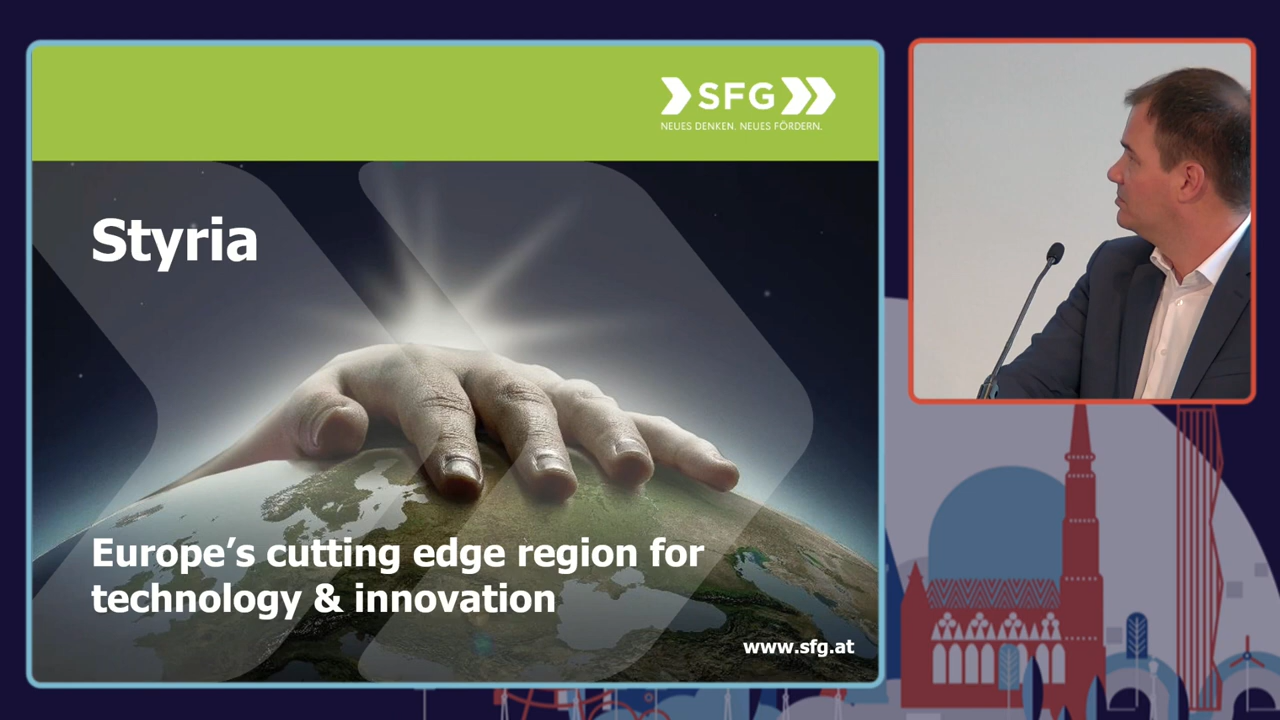 SFG
NEUES DENKEN. NEUES FÖRDERN.
Styria
Europe’s cutting edge region for
technology & innovation
www.sfg.at